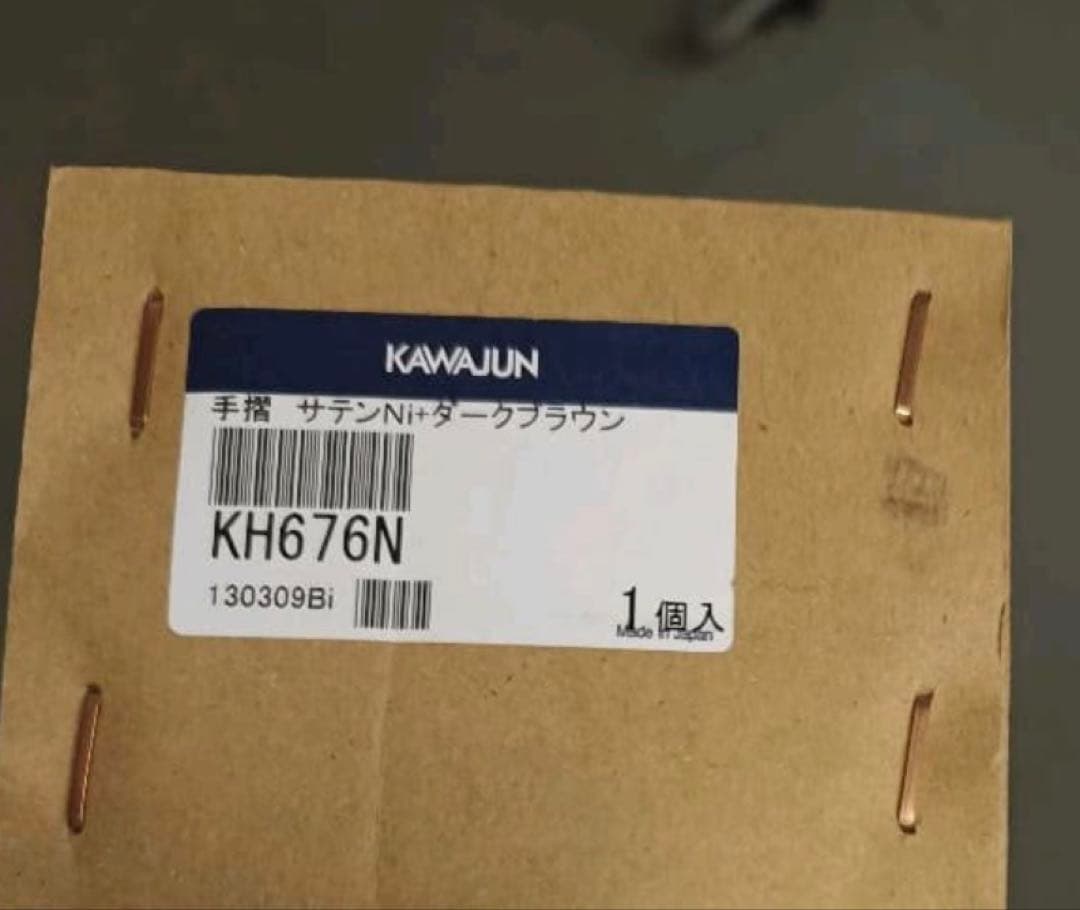 KAWAJUN
手摺　サテンNi+ダークブラウン
KH676N
130309Bi
1個入
Made in Japan